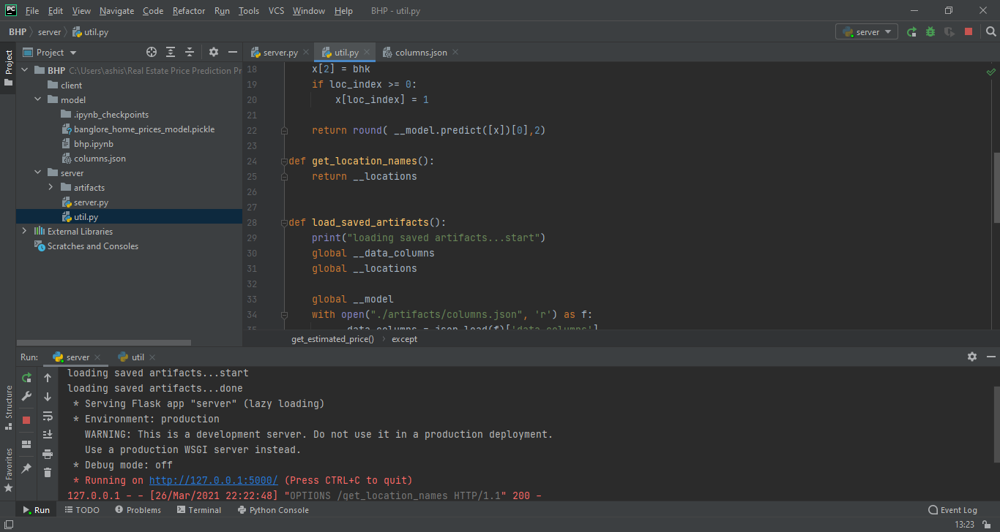 PC File Edit View Navigate Code Refactor Run Tools VCS Window Help BHP - util.py
BHP server util.py server
Project
Project
BHP C:\Users\ashis\Real Estate Price Prediction Pr
client
model
.ipynb_checkpoints
banglore_home_prices_model.pickle
bhp.ipynb
columns.json
server
artifacts
server.py
util.py
External Libraries
Scratches and Consoles
server.py util.py columns.json
18 x[2] = bhk
19 if loc_index >= 0:
20 x[loc_index] = 1
21
22 return round( __model.predict([x])[0],2)
23
24 def get_location_names():
25 return __locations
26
27
28 def load_saved_artifacts():
29 print("loading saved artifacts...start")
30 global __data_columns
31 global __locations
32
33 global __model
34 with open("./artifacts/columns.json", 'r') as f:
35 __data_columns = json.load(f)['data_columns']
get_estimated_price() except
Run: server util
Structure
Favorites
loading saved artifacts...start
loading saved artifacts...done
* Serving Flask app "server" (lazy loading)
* Environment: production
WARNING: This is a development server. Do not use it in a production deployment.
Use a production WSGI server instead.
* Debug mode: off
* Running on http://127.0.0.1:5000/ (Press CTRL+C to quit)
127.0.0.1 - - [26/Mar/2021 22:22:48] "OPTIONS /get_location_names HTTP/1.1" 200 -
Run TODO Problems Terminal Python Console Event Log
13:23